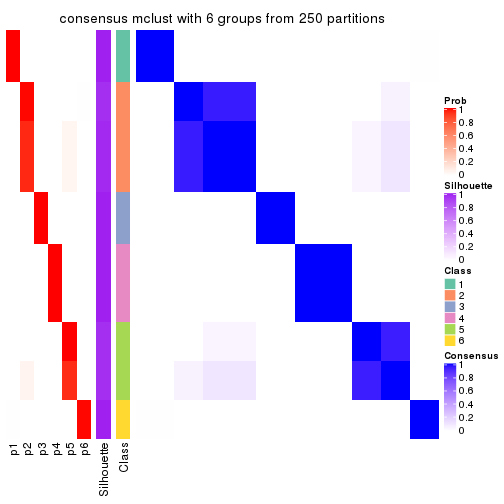 consensus mclust with 6 groups from 250 partitions
Prob
1
0.8
0.6
0.4
0.2
0
Silhouette
1
0.8
0.6
0.4
0.2
0
Class
1
2
3
4
5
6
Consensus
1
0.8
0.6
0.4
0.2
0
p1
p2
p3
p4
p5
p6
Silhouette
Class